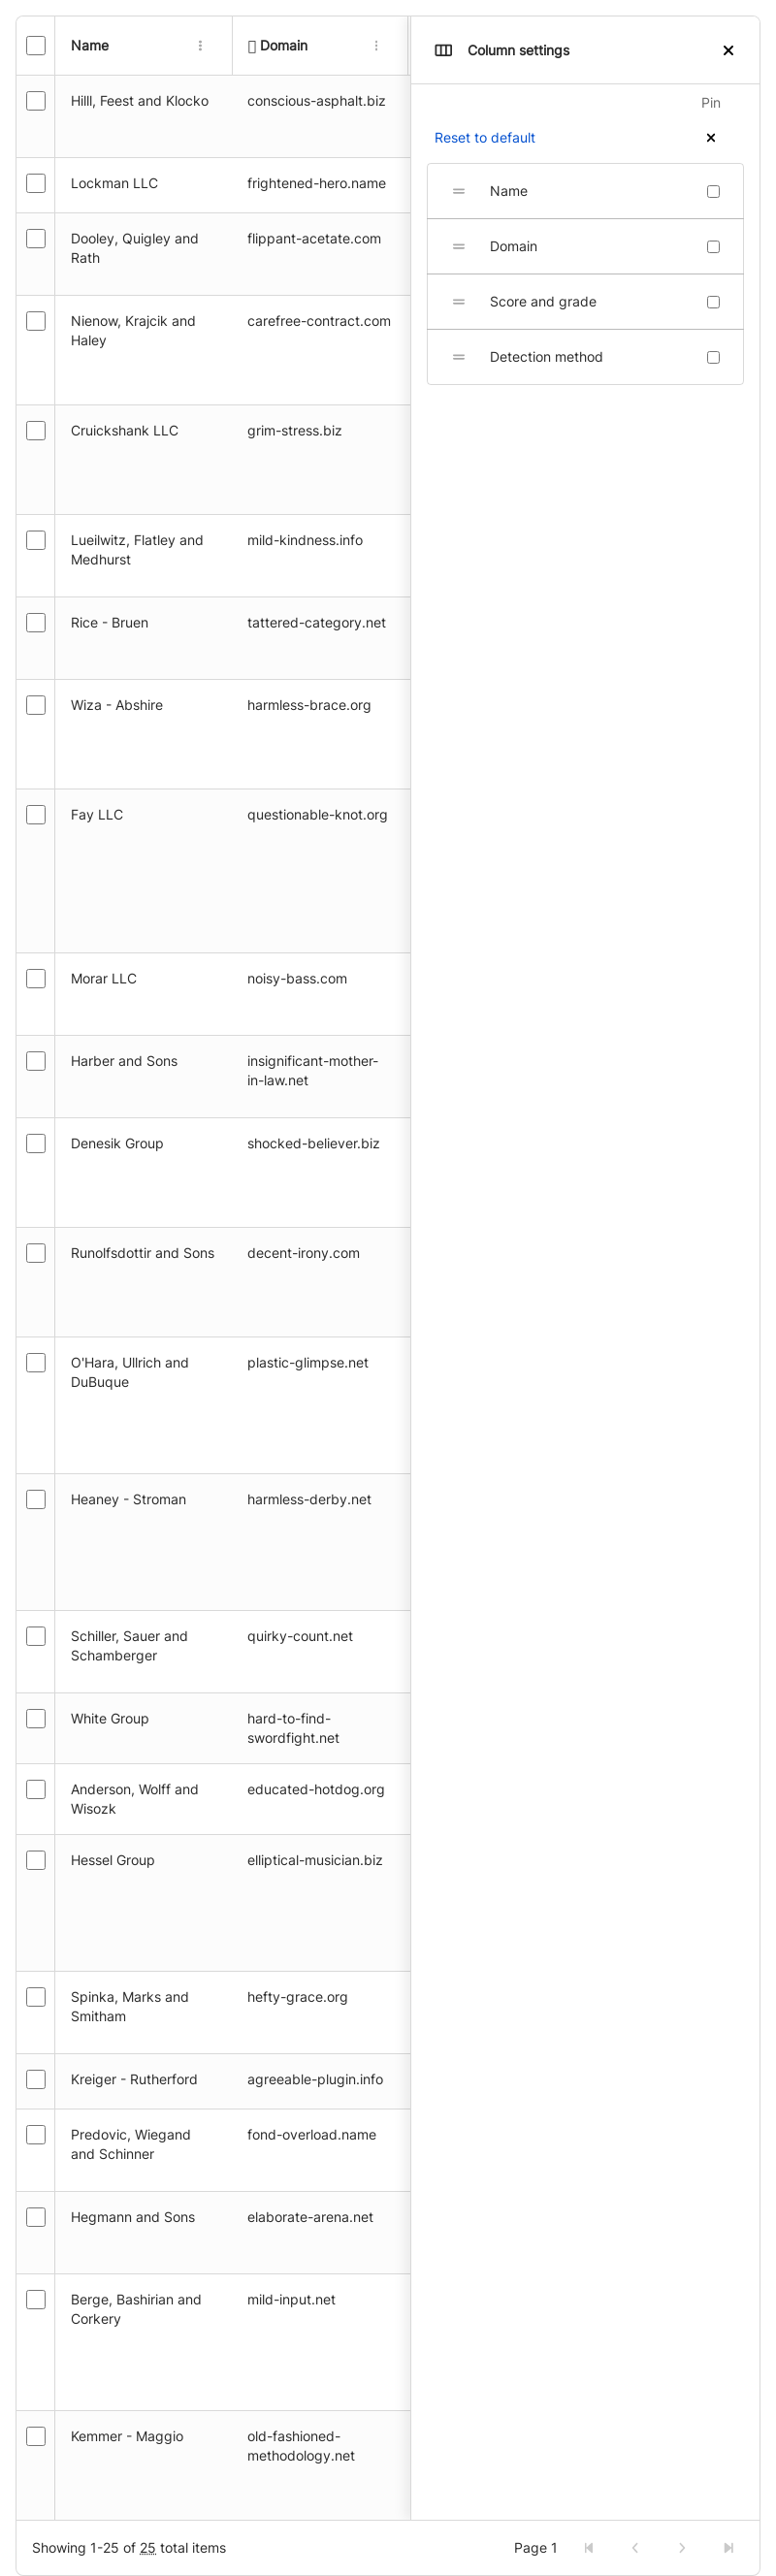 Name
Domain
Column settings
Pin
Reset to default
Name
Domain
Score and grade
Detection method
Hilll, Feest and Klocko
conscious-asphalt.biz
Lockman LLC
frightened-hero.name
Dooley, Quigley and
Rath
flippant-acetate.com
Nienow, Krajcik and
Haley
carefree-contract.com
Cruickshank LLC
grim-stress.biz
Lueilwitz, Flatley and
Medhurst
mild-kindness.info
Rice - Bruen
tattered-category.net
Wiza - Abshire
harmless-brace.org
Fay LLC
questionable-knot.org
Morar LLC
noisy-bass.com
Harber and Sons
insignificant-mother-
in-law.net
Denesik Group
shocked-believer.biz
Runolfsdottir and Sons
decent-irony.com
O'Hara, Ullrich and
DuBuque
plastic-glimpse.net
Heaney - Stroman
harmless-derby.net
Schiller, Sauer and
Schamberger
quirky-count.net
White Group
hard-to-find-
swordfight.net
Anderson, Wolff and
Wisozk
educated-hotdog.org
Hessel Group
elliptical-musician.biz
Spinka, Marks and
Smitham
hefty-grace.org
Kreiger - Rutherford
agreeable-plugin.info
Predovic, Wiegand
and Schinner
fond-overload.name
Hegmann and Sons
elaborate-arena.net
Berge, Bashirian and
Corkery
mild-input.net
Kemmer - Maggio
old-fashioned-
methodology.net
Showing 1-25 of 25 total items
Page 1